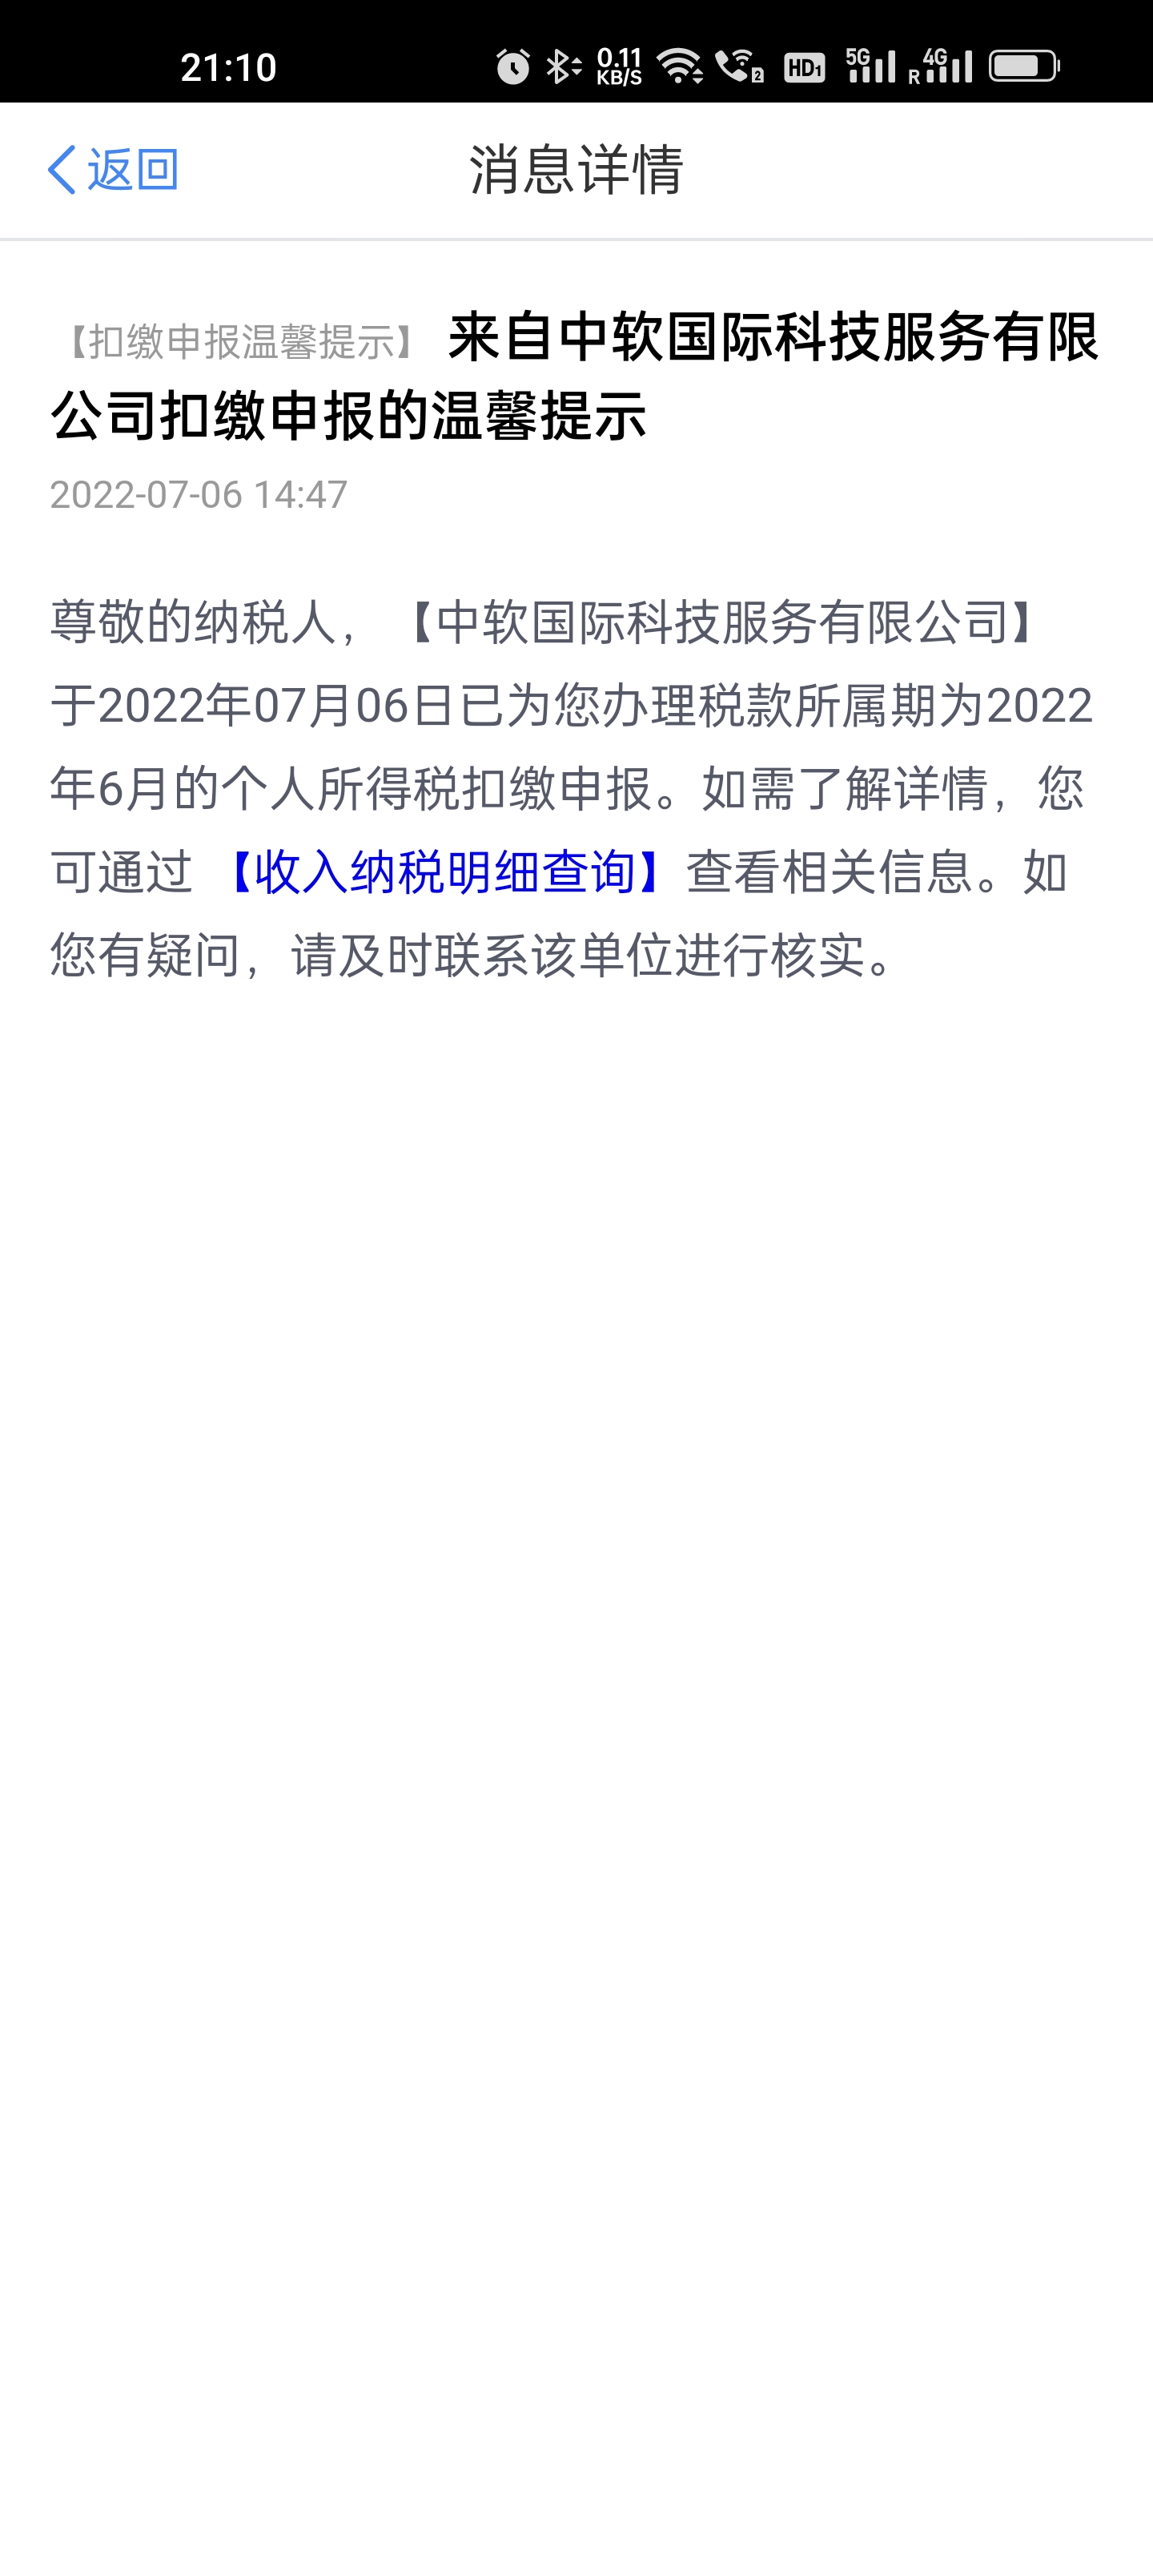 21:10 0.11 KB/S 2 HD1 5G R 4G
返回 消息详情
【扣缴申报温馨提示】 来自中软国际科技服务有限
公司扣缴申报的温馨提示
2022-07-06 14:47
尊敬的纳税人，【中软国际科技服务有限公司】
于2022年07月06日已为您办理税款所属期为2022
年6月的个人所得税扣缴申报。如需了解详情，您
可通过【收入纳税明细查询】查看相关信息。如
您有疑问，请及时联系该单位进行核实。